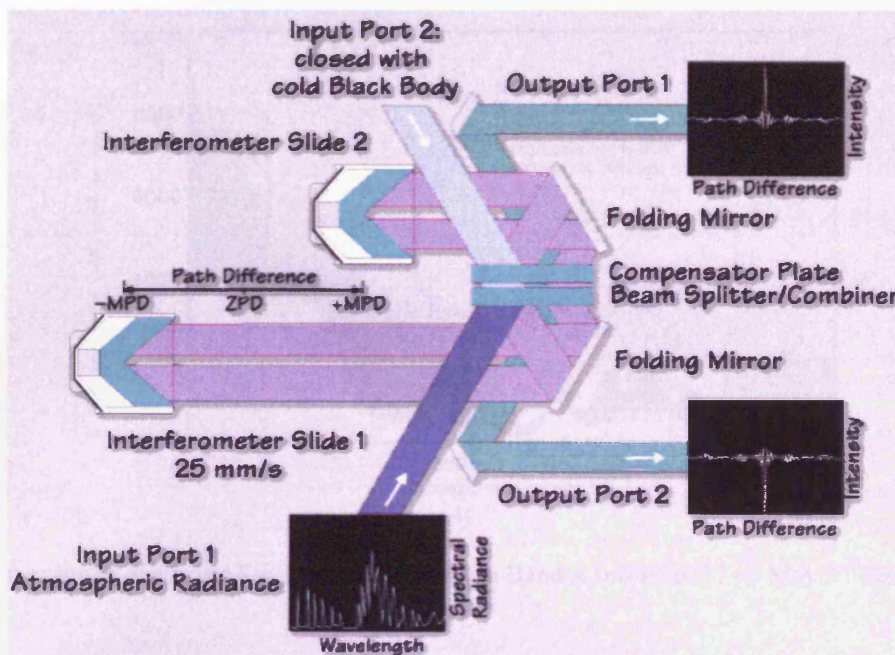 Input Port 2:
closed with
cold Black Body
Output Port 1
Intensity
Path Difference
Interferometer Slide 2
Folding Mirror
Compensator Plate
Beam Splitter/Combiner
Path Difference
-MPD ZPD +MPD
Folding Mirror
Interferometer Slide 1
25 mm/s
Output Port 2
Intensity
Path Difference
Input Port 1
Atmospheric Radiance
Spectral
Radiance
Wavelength